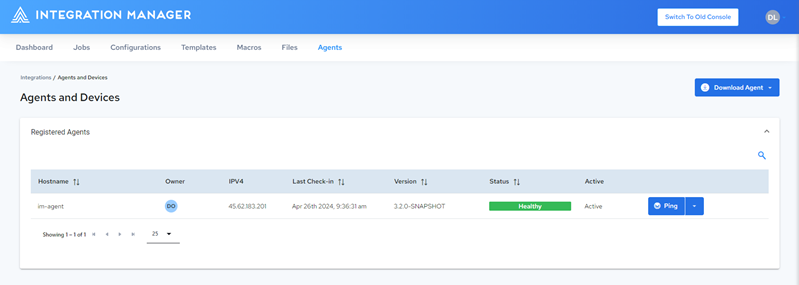 INTEGRATION MANAGER
Switch To Old Console
DL
Dashboard Jobs Configurations Templates Macros Files Agents
Integrations / Agents and Devices
Agents and Devices
Download Agent
Registered Agents
Hostname Owner IPV4 Last Check-in Version Status Active
im-agent DO 45.62.183.201 Apr 26th 2024, 9:36:31 am 3.2.0-SNAPSHOT Healthy Active Ping
Showing 1 - 1 of 1 25